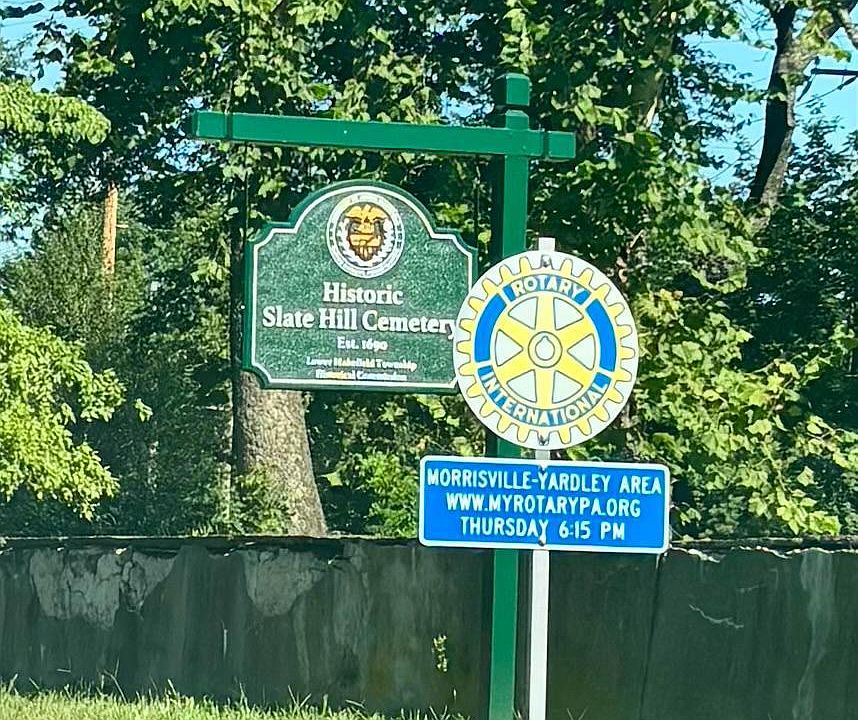 Historic
Slate Hill Cemetery
Est. 1690
Lower Makefield Township
Historical Commission
ROTARY
INTERNATIONAL
MORRISVILLE-YARDLEY AREA
WWW.MYROTARYPA.ORG
THURSDAY 6:15 PM